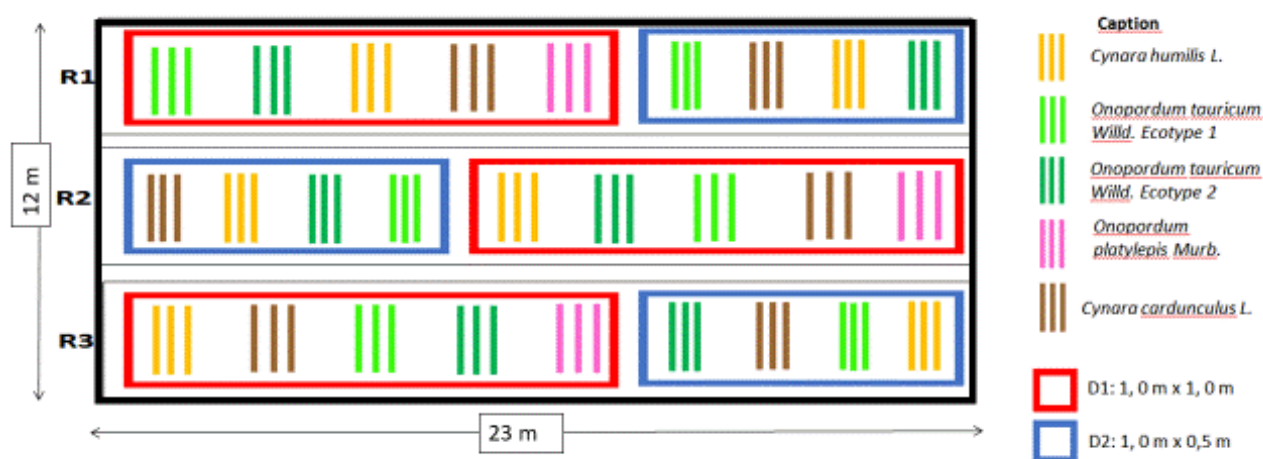 R1
R2
R3
12 m
23 m
Caption
Cynara humilis L.
Onopordum tauricum
Willd. Ecotype 1
Onopordum tauricum
Willd. Ecotype 2
Onopordum
platylepis Murb.
Cynara cardunculus L.
D1: 1, 0 m x 1, 0 m
D2: 1, 0 m x 0,5 m